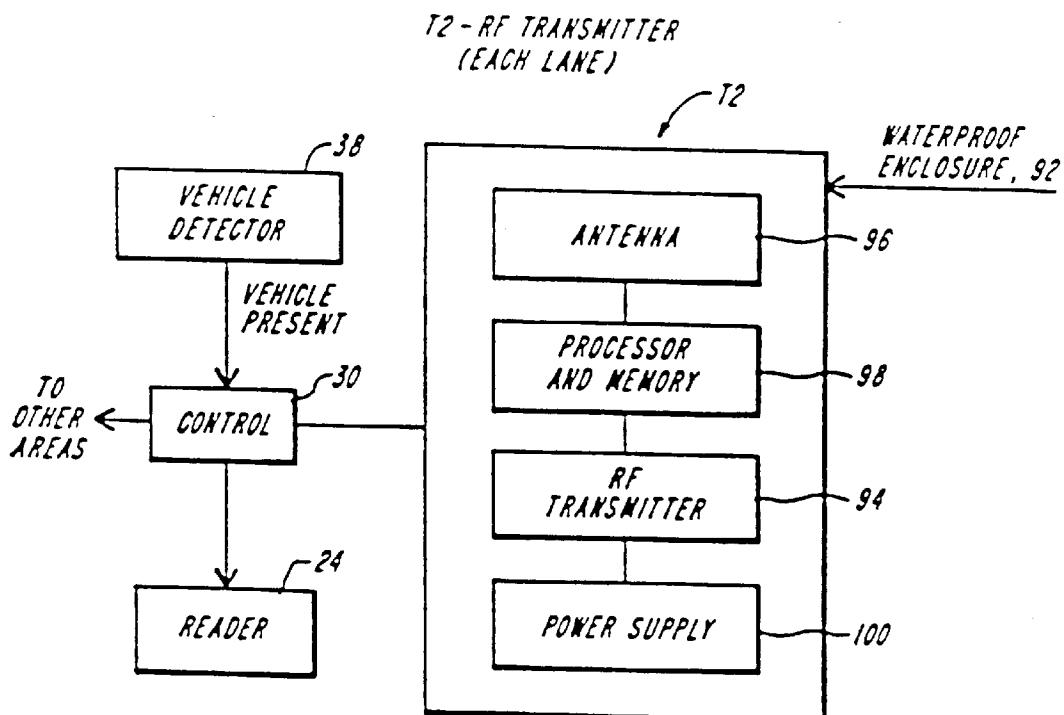 T2 - RF TRANSMITTER
(EACH LANE)
T2
WATERPROOF
ENCLOSURE, 92
38
VEHICLE
DETECTOR
ANTENNA
96
VEHICLE
PRESENT
PROCESSOR
AND MEMORY
98
30
TO
OTHER
AREAS
CONTROL
RF
TRANSMITTER
94
24
READER
POWER SUPPLY
100